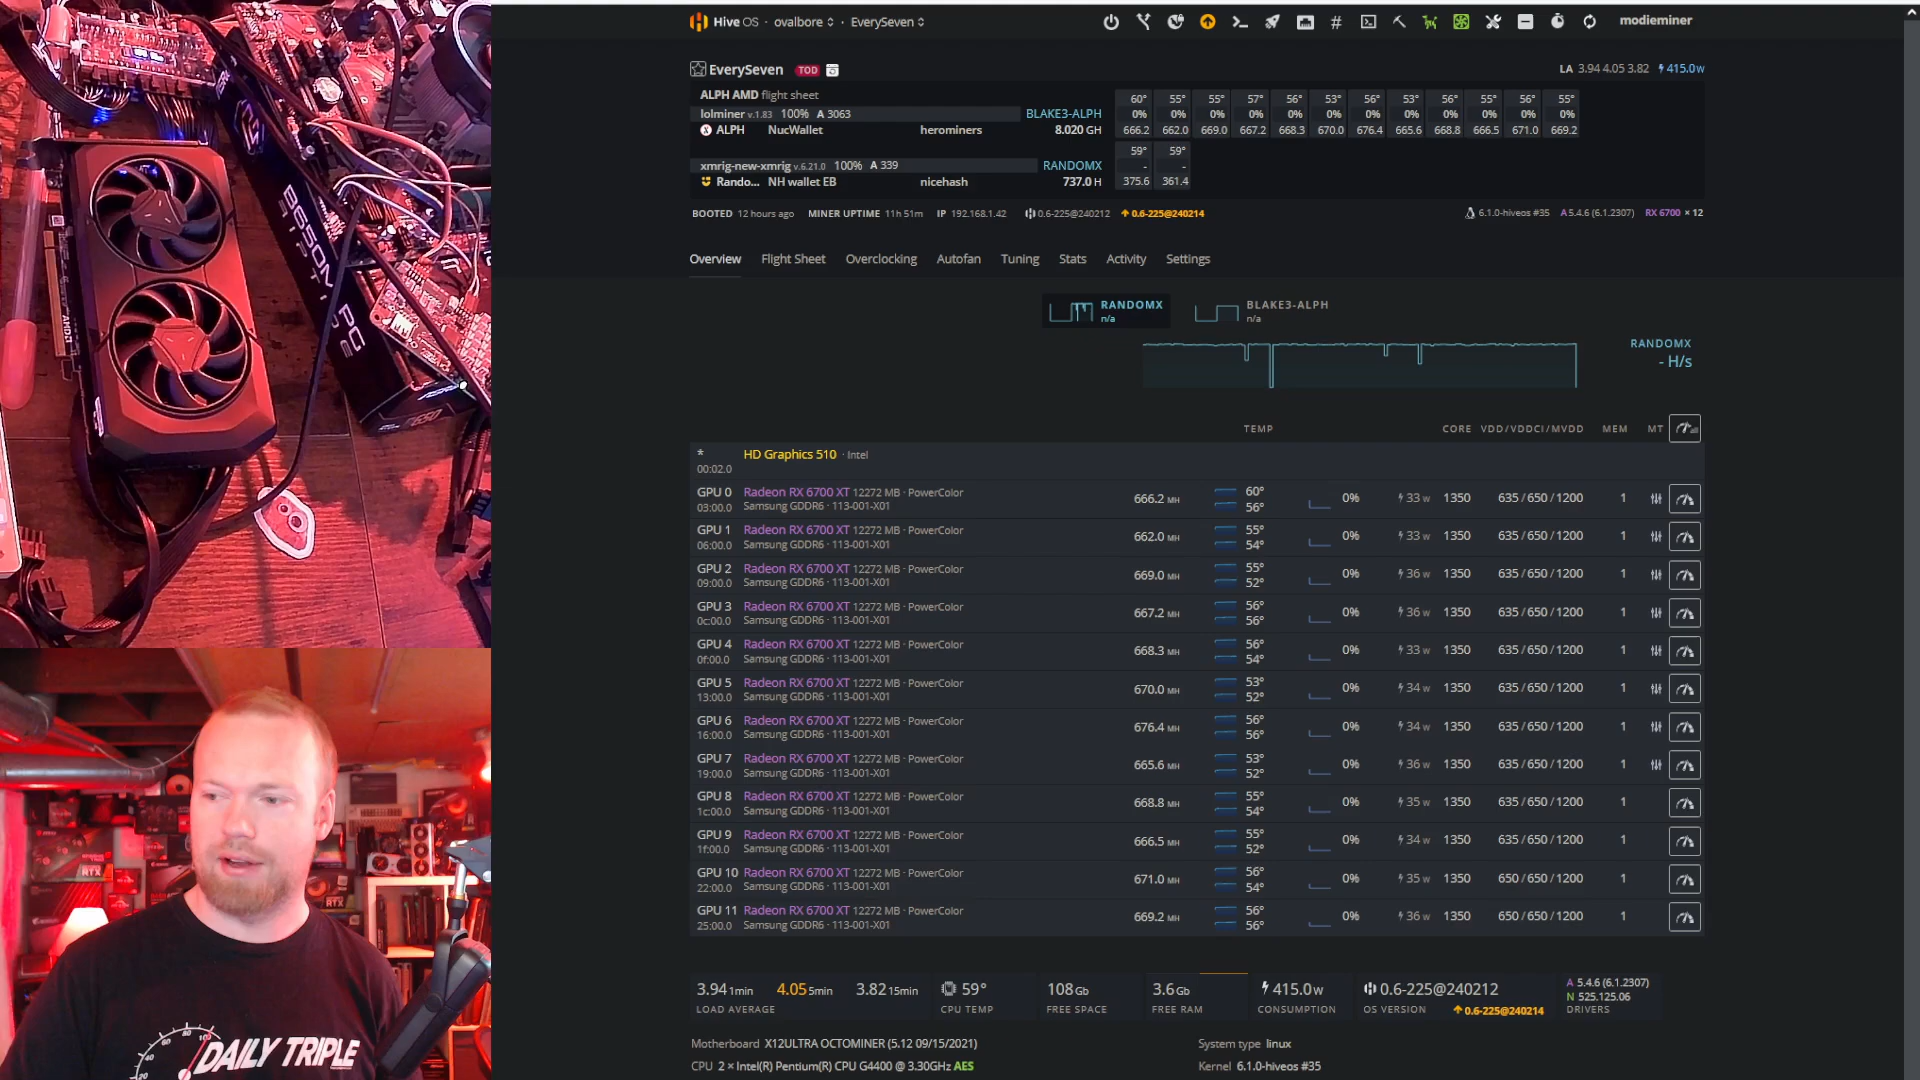 Hive OS · ovalbore · EverySeven
modieminer
EverySeven TOD
LA 3.94 4.05 3.82 415.0 W
ALPH AMD flight sheet
lolminer v.1.83 100% A 3063 BLAKE3-ALPH
ALPH NucWallet herominers 8.020 GH
60° 55° 55° 57° 56° 53° 56° 53° 56° 55° 56° 55°
0% 0% 0% 0% 0% 0% 0% 0% 0% 0% 0% 0%
666.2 662.0 669.0 667.2 668.3 670.0 676.4 665.6 668.8 666.5 671.0 669.2
xmrig-new-xmrig v.6.21.0 100% A 339 RANDOMX
Rando... NH wallet EB nicehash 737.0 H
59° 59°
- -
375.6 361.4
BOOTED 12 hours ago MINER UPTIME 11h 51m IP 192.168.1.42 0.6-225@240212 0.6-225@240214
6.1.0-hiveos #35 A 5.4.6 (6.1.2307) RX 6700 × 12
Overview Flight Sheet Overclocking Autofan Tuning Stats Activity Settings
RANDOMX
n/a
BLAKE3-ALPH
n/a
RANDOMX
- H/s
TEMP CORE VDD/VDDCI/MVDD MEM MT
* HD Graphics 510 · Intel
00:02.0
GPU 0 Radeon RX 6700 XT 12272 MB · PowerColor 666.2 MH 60° 0% 33 W 1350 635 / 650 / 1200 1
03:00.0 Samsung GDDR6 · 113-001-X01 56°
GPU 1 Radeon RX 6700 XT 12272 MB · PowerColor 662.0 MH 55° 0% 33 W 1350 635 / 650 / 1200 1
06:00.0 Samsung GDDR6 · 113-001-X01 54°
GPU 2 Radeon RX 6700 XT 12272 MB · PowerColor 669.0 MH 55° 0% 36 W 1350 635 / 650 / 1200 1
09:00.0 Samsung GDDR6 · 113-001-X01 52°
GPU 3 Radeon RX 6700 XT 12272 MB · PowerColor 667.2 MH 56° 0% 36 W 1350 635 / 650 / 1200 1
0c:00.0 Samsung GDDR6 · 113-001-X01 56°
GPU 4 Radeon RX 6700 XT 12272 MB · PowerColor 668.3 MH 56° 0% 33 W 1350 635 / 650 / 1200 1
0f:00.0 Samsung GDDR6 · 113-001-X01 54°
GPU 5 Radeon RX 6700 XT 12272 MB · PowerColor 670.0 MH 53° 0% 34 W 1350 635 / 650 / 1200 1
13:00.0 Samsung GDDR6 · 113-001-X01 52°
GPU 6 Radeon RX 6700 XT 12272 MB · PowerColor 676.4 MH 56° 0% 34 W 1350 635 / 650 / 1200 1
16:00.0 Samsung GDDR6 · 113-001-X01 56°
GPU 7 Radeon RX 6700 XT 12272 MB · PowerColor 665.6 MH 53° 0% 36 W 1350 635 / 650 / 1200 1
19:00.0 Samsung GDDR6 · 113-001-X01 52°
GPU 8 Radeon RX 6700 XT 12272 MB · PowerColor 668.8 MH 55° 0% 35 W 1350 635 / 650 / 1200 1
1c:00.0 Samsung GDDR6 · 113-001-X01 54°
GPU 9 Radeon RX 6700 XT 12272 MB · PowerColor 666.5 MH 55° 0% 34 W 1350 635 / 650 / 1200 1
1f:00.0 Samsung GDDR6 · 113-001-X01 52°
GPU 10 Radeon RX 6700 XT 12272 MB · PowerColor 671.0 MH 56° 0% 35 W 1350 650 / 650 / 1200 1
22:00.0 Samsung GDDR6 · 113-001-X01 54°
GPU 11 Radeon RX 6700 XT 12272 MB · PowerColor 669.2 MH 56° 0% 36 W 1350 650 / 650 / 1200 1
25:00.0 Samsung GDDR6 · 113-001-X01 56°
3.94 1min 4.05 5min 3.82 15min 59° 108 Gb 3.6 Gb 415.0 W 0.6-225@240212 A 5.4.6 (6.1.2307)
N 525.125.06
LOAD AVERAGE CPU TEMP FREE SPACE FREE RAM CONSUMPTION OS VERSION 0.6-225@240214 DRIVERS
Motherboard X12ULTRA OCTOMINER (5.12 09/15/2021) System type linux
CPU 2 × Intel(R) Pentium(R) CPU G4400 @ 3.30GHz AES Kernel 6.1.0-hiveos #35
AMD
DAILY TRIPLE